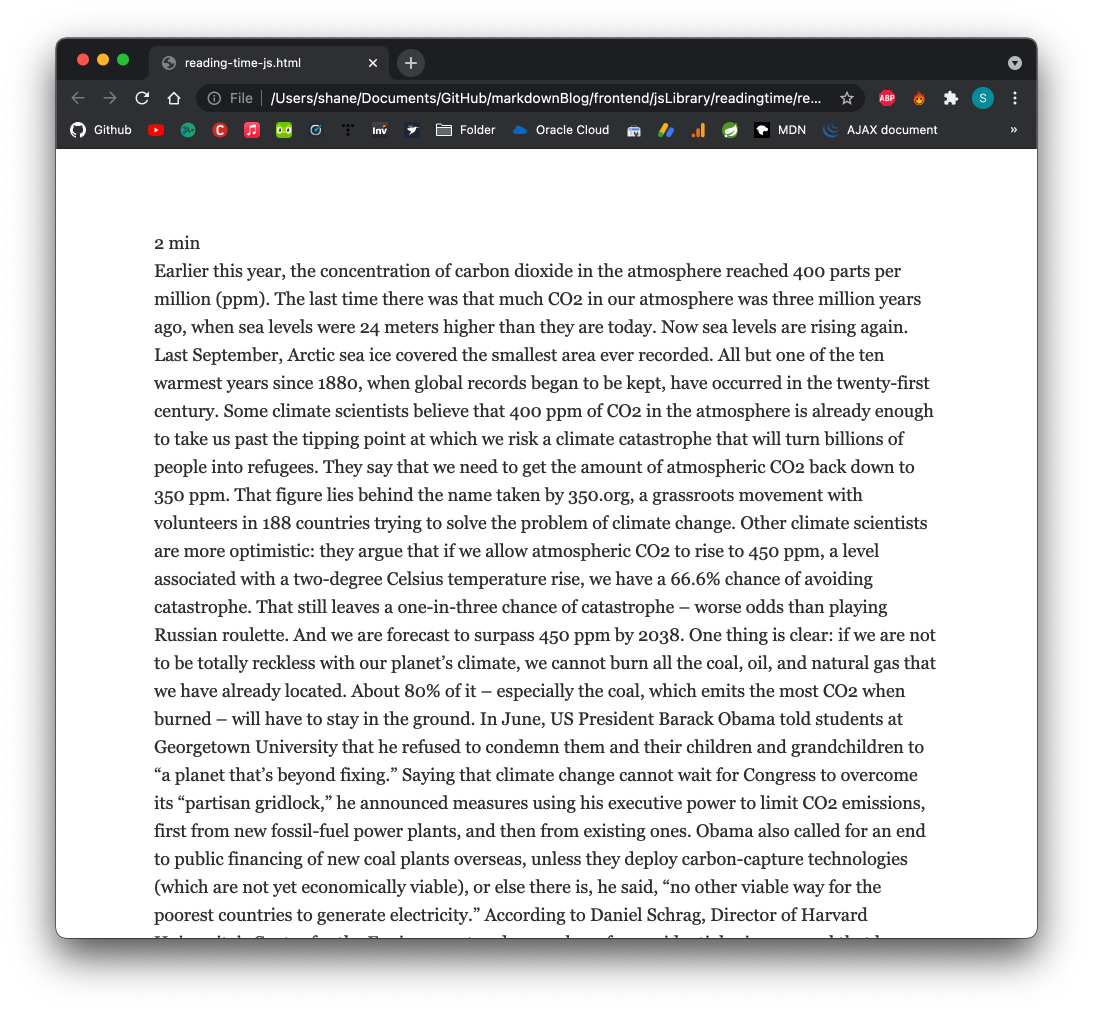 reading-time-js.html
File /Users/shane/Documents/GitHub/markdownBlog/frontend/jsLibrary/readingtime/re...
ABP
S
Github
Inv
Folder
Oracle Cloud
MDN
AJAX document
»
2 min
Earlier this year, the concentration of carbon dioxide in the atmosphere reached 400 parts per
million (ppm). The last time there was that much CO2 in our atmosphere was three million years
ago, when sea levels were 24 meters higher than they are today. Now sea levels are rising again.
Last September, Arctic sea ice covered the smallest area ever recorded. All but one of the ten
warmest years since 1880, when global records began to be kept, have occurred in the twenty-first
century. Some climate scientists believe that 400 ppm of CO2 in the atmosphere is already enough
to take us past the tipping point at which we risk a climate catastrophe that will turn billions of
people into refugees. They say that we need to get the amount of atmospheric CO2 back down to
350 ppm. That figure lies behind the name taken by 350.org, a grassroots movement with
volunteers in 188 countries trying to solve the problem of climate change. Other climate scientists
are more optimistic: they argue that if we allow atmospheric CO2 to rise to 450 ppm, a level
associated with a two-degree Celsius temperature rise, we have a 66.6% chance of avoiding
catastrophe. That still leaves a one-in-three chance of catastrophe – worse odds than playing
Russian roulette. And we are forecast to surpass 450 ppm by 2038. One thing is clear: if we are not
to be totally reckless with our planet’s climate, we cannot burn all the coal, oil, and natural gas that
we have already located. About 80% of it – especially the coal, which emits the most CO2 when
burned – will have to stay in the ground. In June, US President Barack Obama told students at
Georgetown University that he refused to condemn them and their children and grandchildren to
“a planet that’s beyond fixing.” Saying that climate change cannot wait for Congress to overcome
its “partisan gridlock,” he announced measures using his executive power to limit CO2 emissions,
first from new fossil-fuel power plants, and then from existing ones. Obama also called for an end
to public financing of new coal plants overseas, unless they deploy carbon-capture technologies
(which are not yet economically viable), or else there is, he said, “no other viable way for the
poorest countries to generate electricity.” According to Daniel Schrag, Director of Harvard